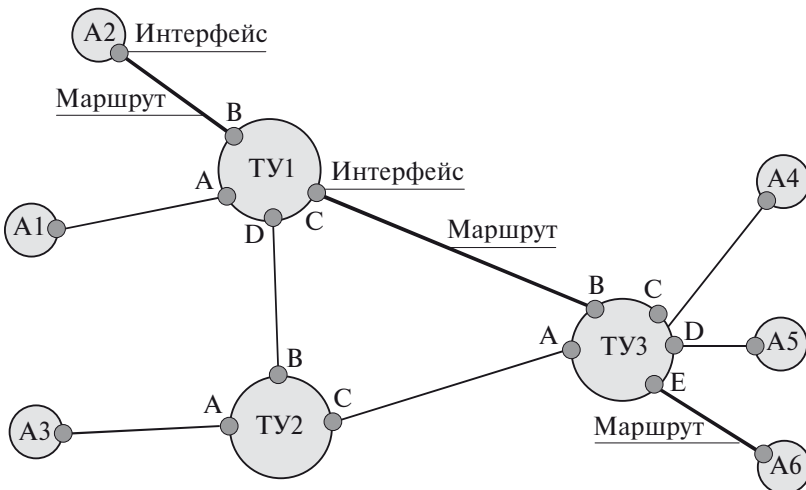 А2
Интерфейс
Маршрут
B
ТУ1
A
Интерфейс
C
D
А1
Маршрут
А4
B
C
A
ТУ3
D
А5
E
B
A
C
ТУ2
А3
Маршрут
А6